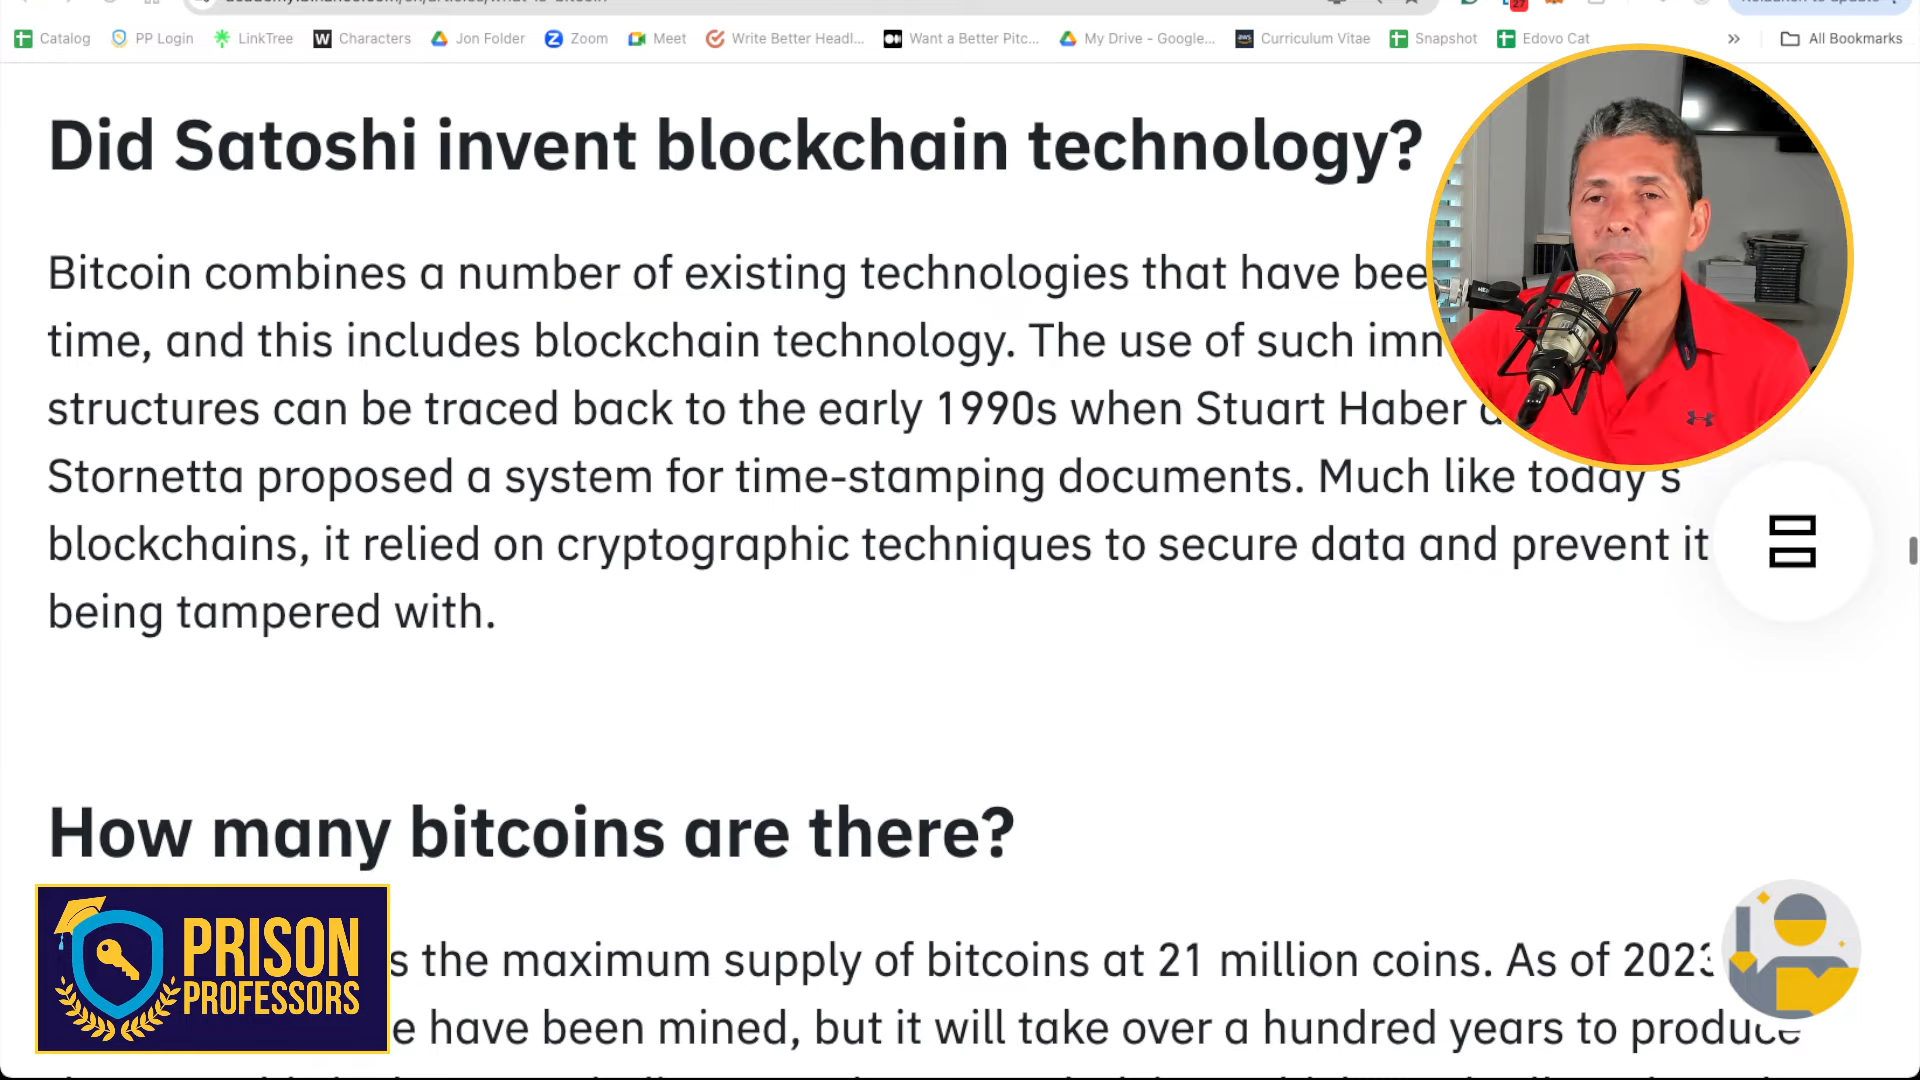 27
Catalog PP Login LinkTree W Characters Jon Folder Zoom Meet Write Better Headl... Want a Better Pitc... My Drive - Google... aws Curriculum Vitae Snapshot Edovo Cat » All Bookmarks
Did Satoshi invent blockchain technology?
Bitcoin combines a number of existing technologies that have bee
time, and this includes blockchain technology. The use of such imm
structures can be traced back to the early 1990s when Stuart Haber
Stornetta proposed a system for time-stamping documents. Much like today's
blockchains, it relied on cryptographic techniques to secure data and prevent it
being tampered with.
How many bitcoins are there?
s the maximum supply of bitcoins at 21 million coins. As of 2023
e have been mined, but it will take over a hundred years to produce
PRISON
PROFESSORS